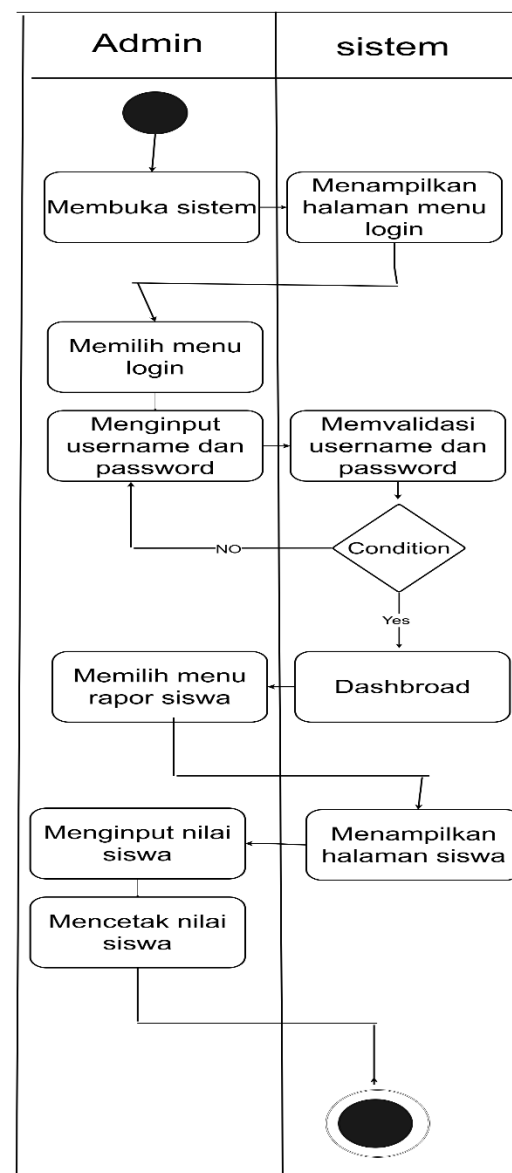 Admin
sistem
Membuka sistem
Menampilkan
halaman menu
login
Memilih menu
login
Menginput
username dan
password
Memvalidasi
username dan
password
Condition
NO
Yes
Dashbroad
Memilih menu
rapor siswa
Menampilkan
halaman siswa
Menginput nilai
siswa
Mencetak nilai
siswa